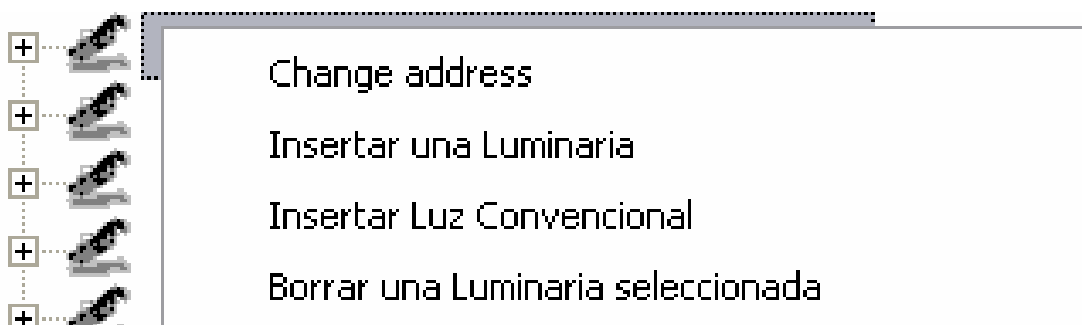 Change address
Insertar una Luminaria
Insertar Luz Convencional
Borrar una Luminaria seleccionada